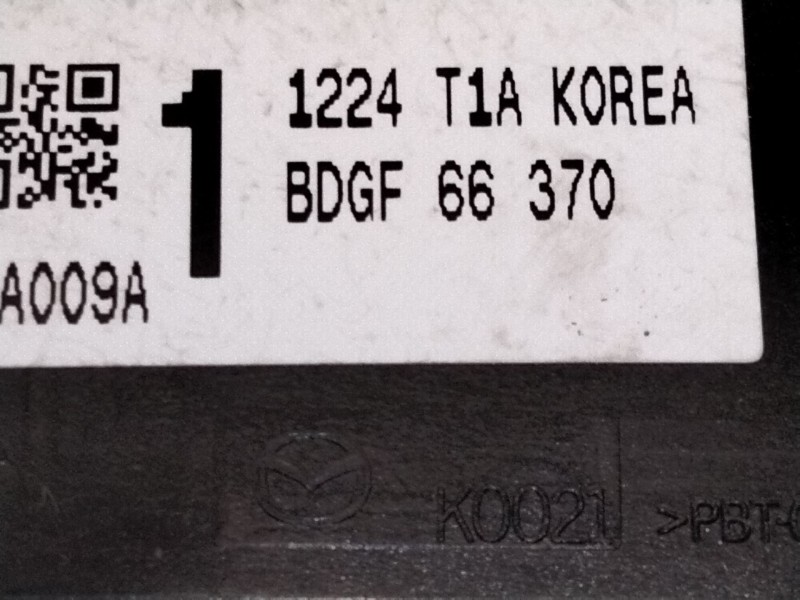 1 1224 T1A KOREA
BDGF 66 370
A009A
K0021 >PBT-